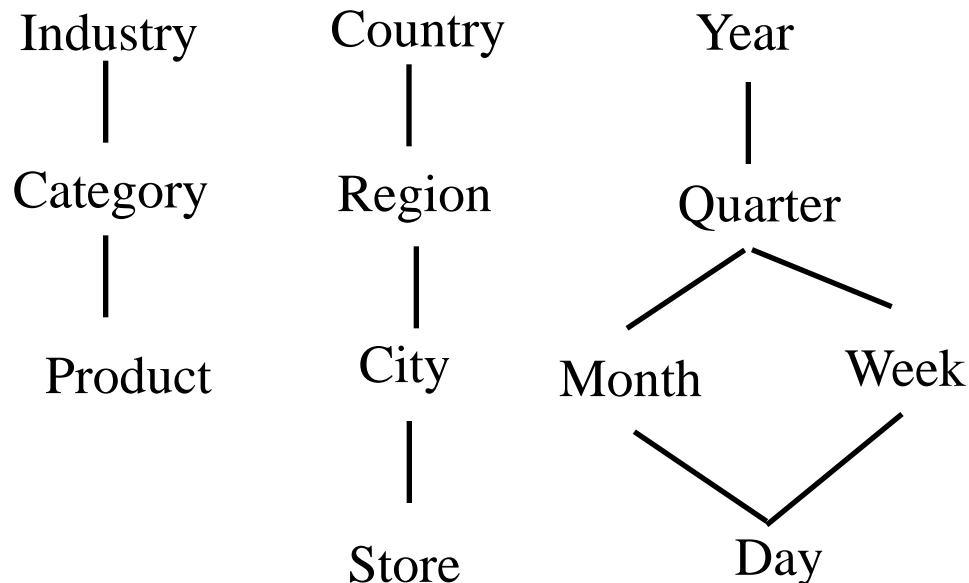 Industry
Category
Product
Country
Region
City
Store
Year
Quarter
Month
Week
Day